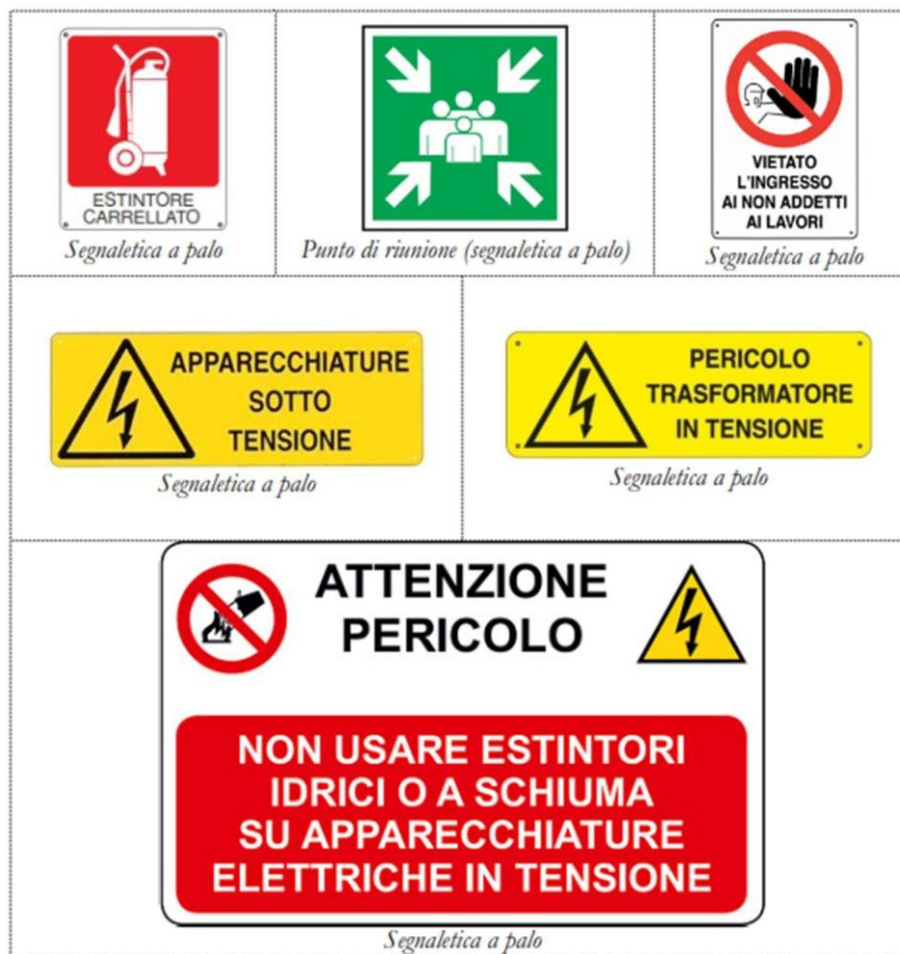 ESTINTORE
CARRELLATO
Segnaletica a palo
Punto di riunione (segnaletica a palo)
VIETATO
L'INGRESSO
AI NON ADDETTI
AI LAVORI
Segnaletica a palo
APPARECCHIATURE
SOTTO
TENSIONE
Segnaletica a palo
PERICOLO
TRASFORMATORE
IN TENSIONE
Segnaletica a palo
ATTENZIONE
PERICOLO
NON USARE ESTINTORI
IDRICI O A SCHIUMA
SU APPARECCHIATURE
ELETTRICHE IN TENSIONE
Segnaletica a palo